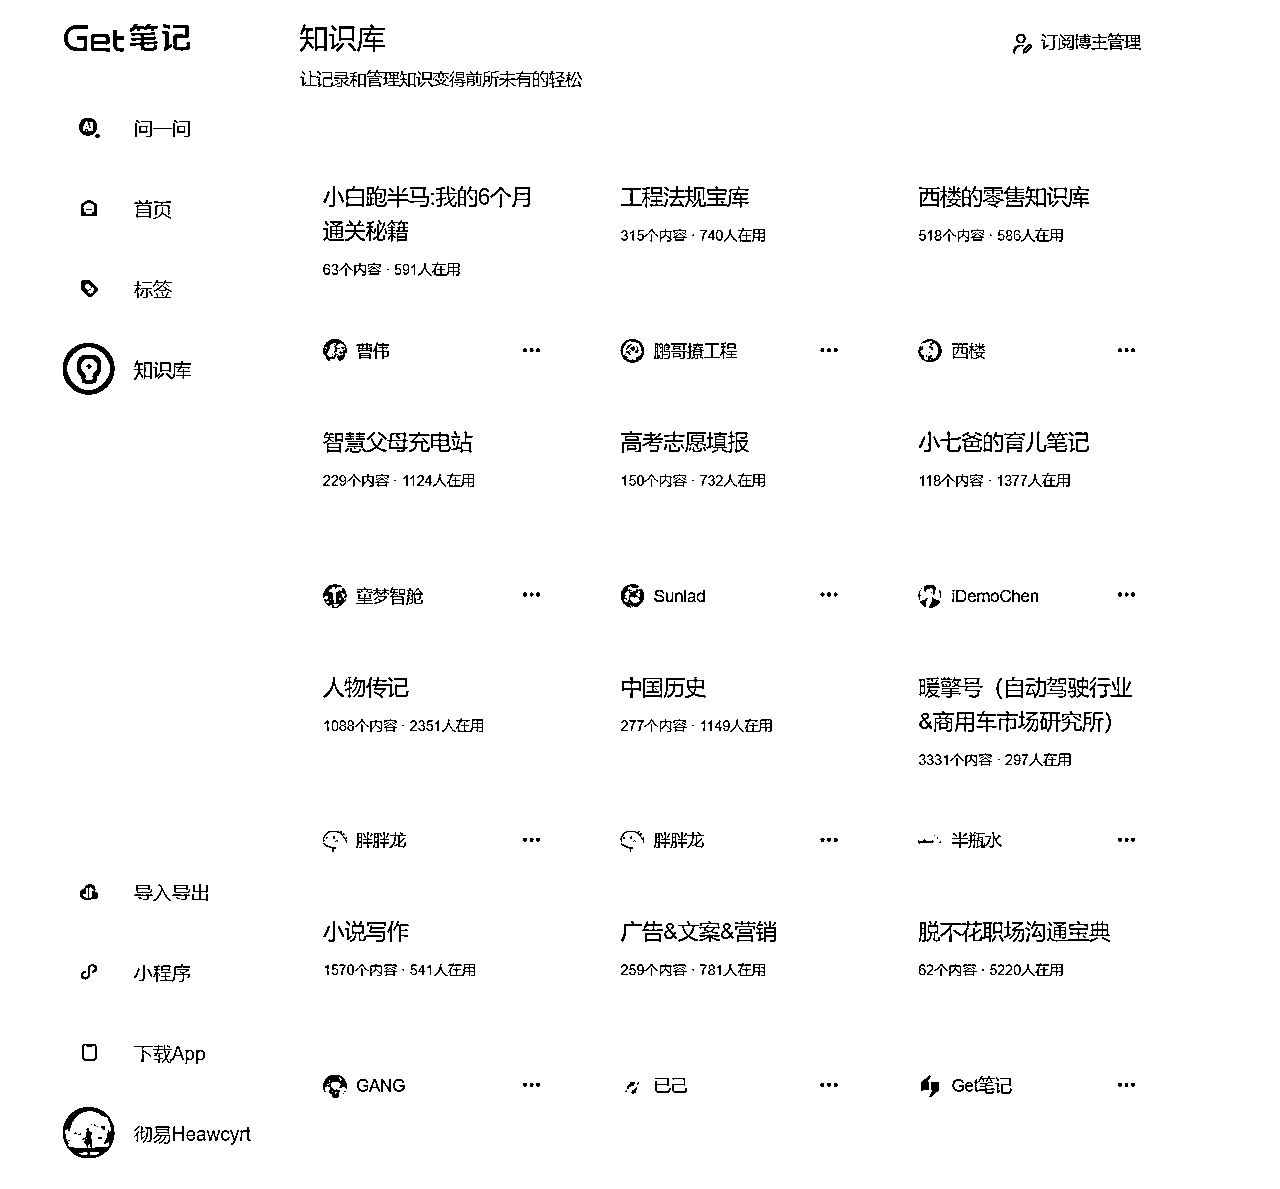 Get笔记
知识库
订阅博主管理
让记录和管理知识变得前所未有的轻松
问一问
首页
标签
知识库
小白跑半马:我的6个月
通关秘籍
63个内容 · 591人在用
曹伟
工程法规宝库
315个内容 · 740人在用
鹏哥撩工程
西楼的零售知识库
518个内容 · 586人在用
西楼
智慧父母充电站
229个内容 · 1124人在用
童梦智舱
高考志愿填报
150个内容 · 732人在用
Sunlad
小七爸的育儿笔记
118个内容 · 1377人在用
iDemoChen
人物传记
1088个内容 · 2351人在用
胖胖龙
中国历史
277个内容 · 1149人在用
胖胖龙
暖擎号（自动驾驶行业
&商用车市场研究所）
3331个内容 · 297人在用
半瓶水
小说写作
1570个内容 · 541人在用
GANG
广告&文案&营销
259个内容 · 781人在用
已己
脱不花职场沟通宝典
62个内容 · 5220人在用
Get笔记
导入导出
小程序
下载App
彻易Heawcyrt